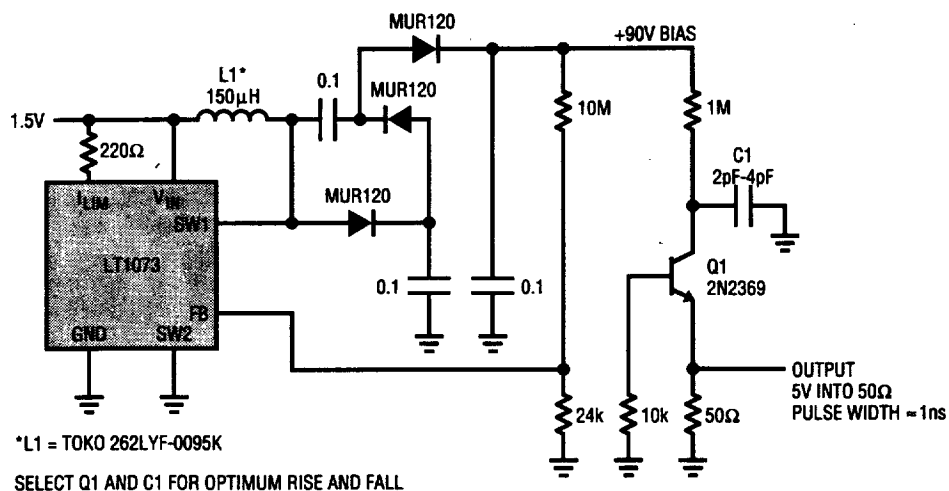 MUR120
+90V BIAS
L1*
150μH
0.1
MUR120
10M
1M
1.5V
220Ω
C1
2pF-4pF
ILIM
VIN
SW1
MUR120
LT1073
Q1
2N2369
0.1
0.1
FB
GND
SW2
OUTPUT
5V INTO 50Ω
PULSE WIDTH ≈ 1ns
24k
10k
50Ω
*L1 = TOKO 262LYF-0095K
SELECT Q1 AND C1 FOR OPTIMUM RISE AND FALL